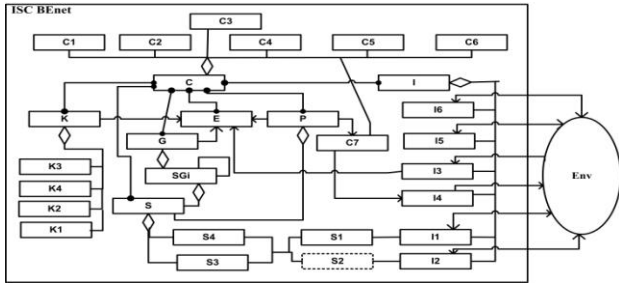 ISC BEnet
C3
C1 C2 C4 C5 C6
C I
I6
K E P
I5
G C7
K3 SGi I3
K4 I4 Env
K2 S
K1 S4 S1 I1
S3 S2 I2